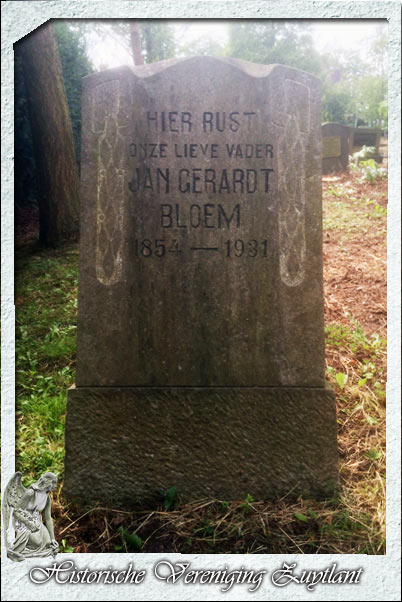 HIER RUST
ONZE LIEVE VADER
JAN GERARDT
BLOEM
1854 — 1931
Historische Vereniging Zuytlant